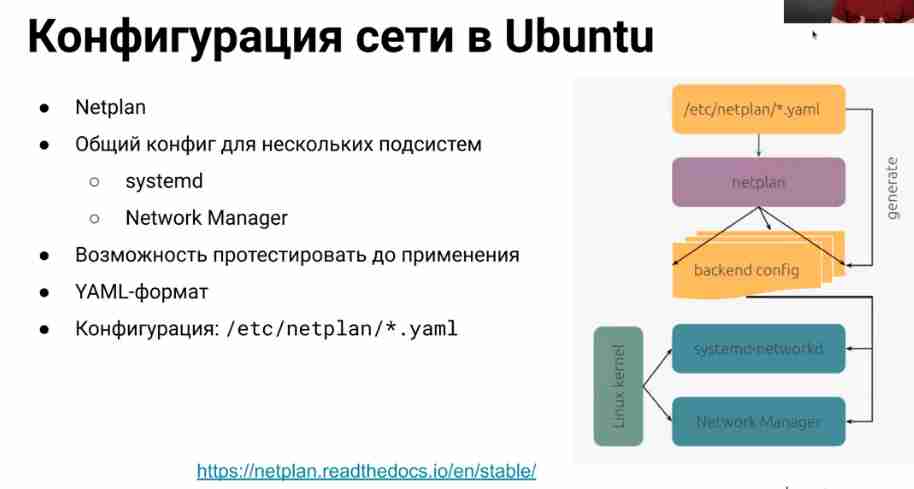 Конфигурация сети в Ubuntu
● Netplan
● Общий конфиг для нескольких подсистем
○ systemd
○ Network Manager
● Возможность протестировать до применения
● YAML-формат
● Конфигурация: /etc/netplan/*.yaml
https://netplan.readthedocs.io/en/stable/
/etc/netplan/*.yaml
netplan
generate
backend config
Linux kernel
systemd-networkd
Network Manager